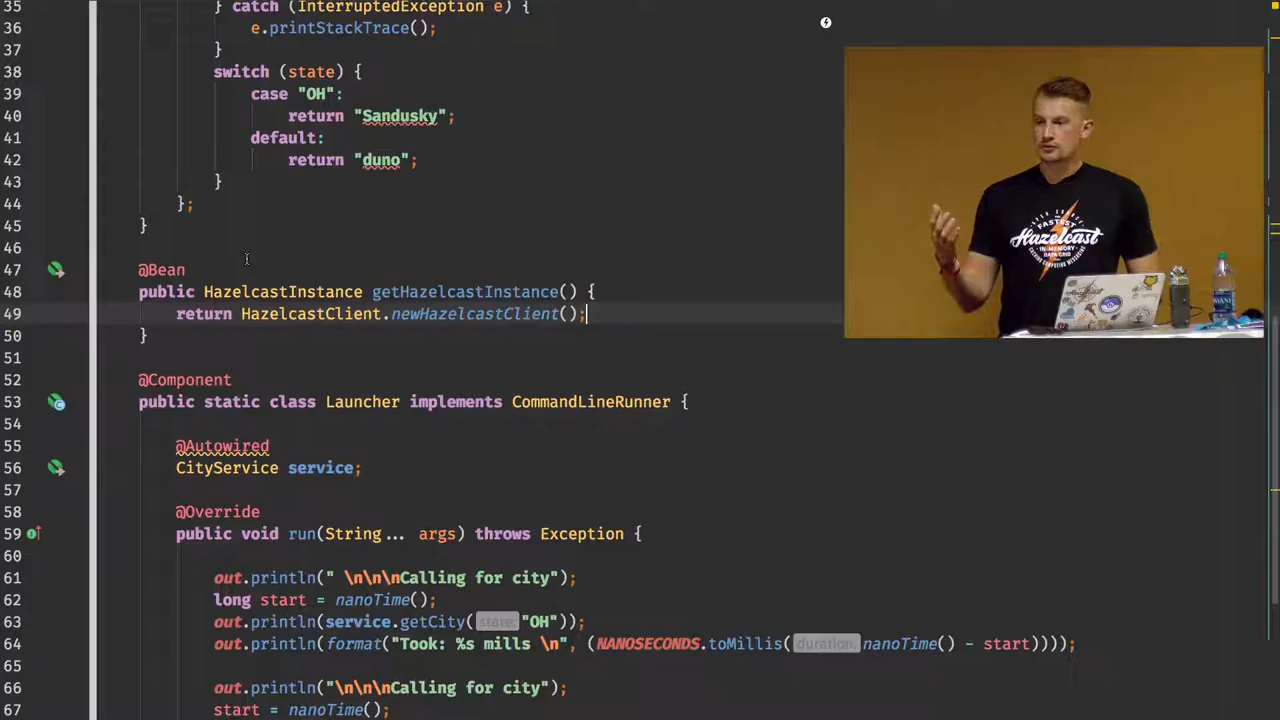 35 } catch (InterruptedException e) {
36 e.printStackTrace();
37 }
38 switch (state) {
39 case "OH":
40 return "Sandusky";
41 default:
42 return "duno";
43 }
44 };
45 }
46
47 @Bean
48 public HazelcastInstance getHazelcastInstance() {
49 return HazelcastClient.newHazelcastClient();
50 }
51
52 @Component
53 public static class Launcher implements CommandLineRunner {
54
55 @Autowired
56 CityService service;
57
58 @Override
59 public void run(String... args) throws Exception {
60
61 out.println(" \n\n\nCalling for city");
62 long start = nanoTime();
63 out.println(service.getCity( state: "OH"));
64 out.println(format("Took: %s mills \n", (NANOSECONDS.toMillis( duration: nanoTime() - start))));
65
66 out.println("\n\n\nCalling for city");
67 start = nanoTime();
FASTEST
Hazelcast
IN-MEMORY
DATA GRID